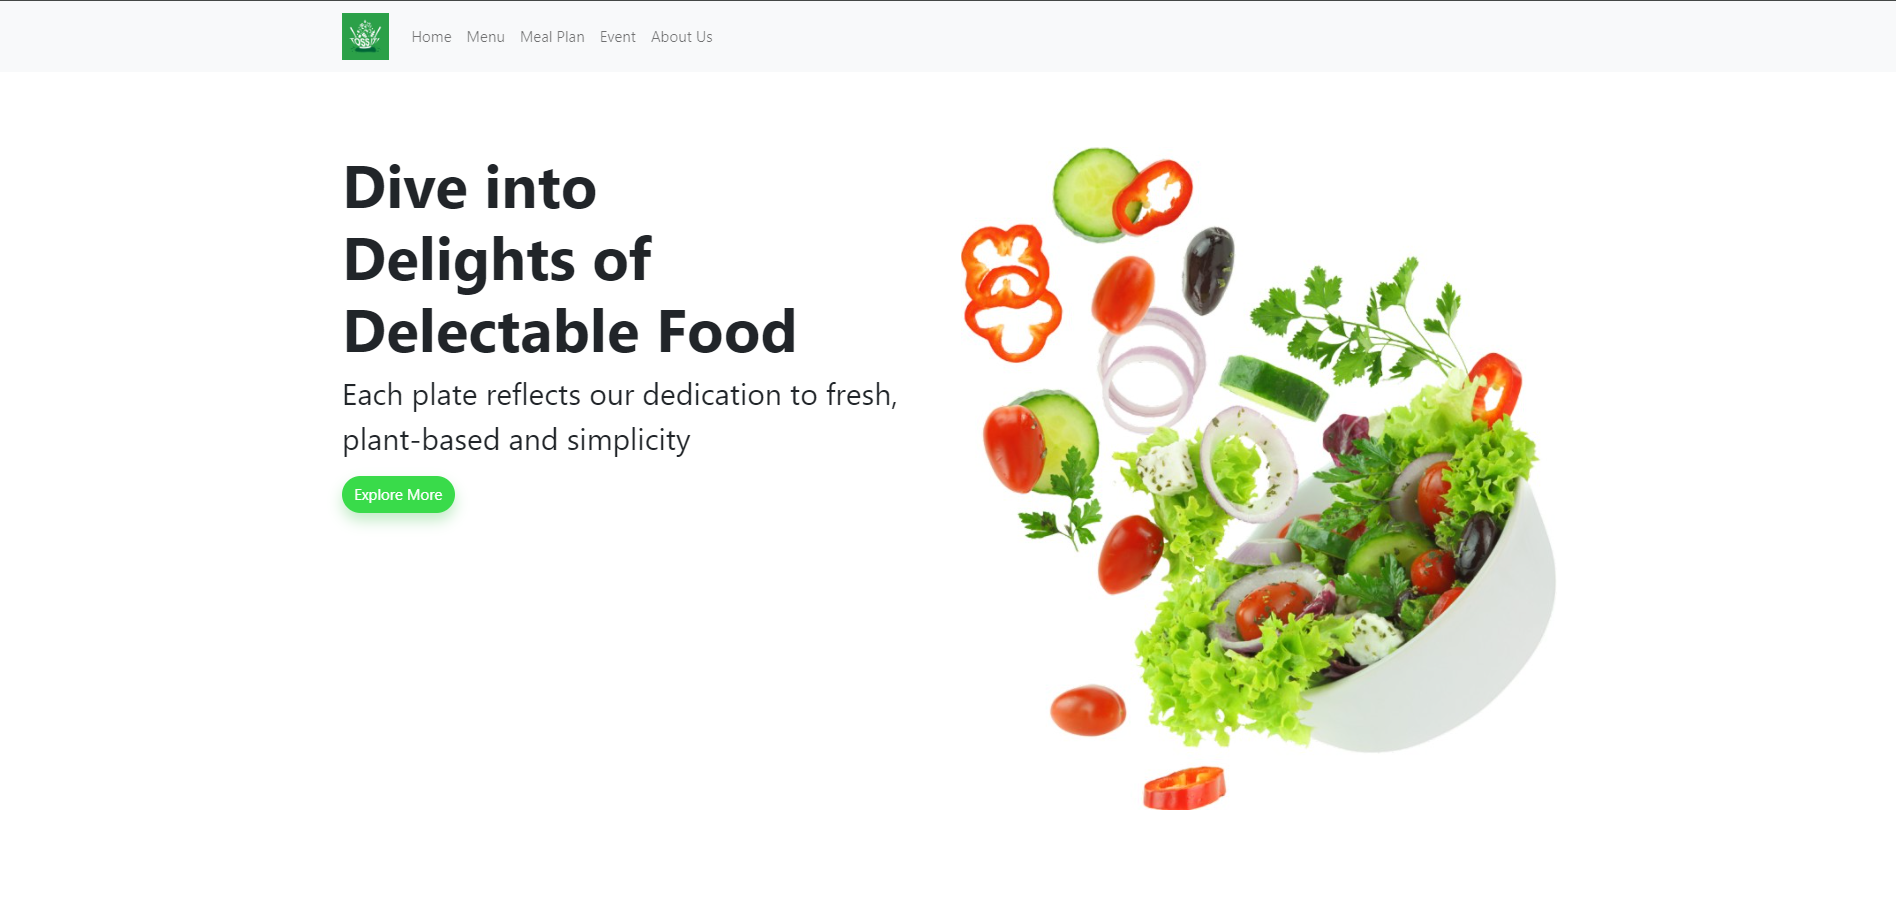 Home Menu Meal Plan Event About Us
Dive into
Delights of
Delectable Food
Each plate reflects our dedication to fresh,
plant-based and simplicity
Explore More